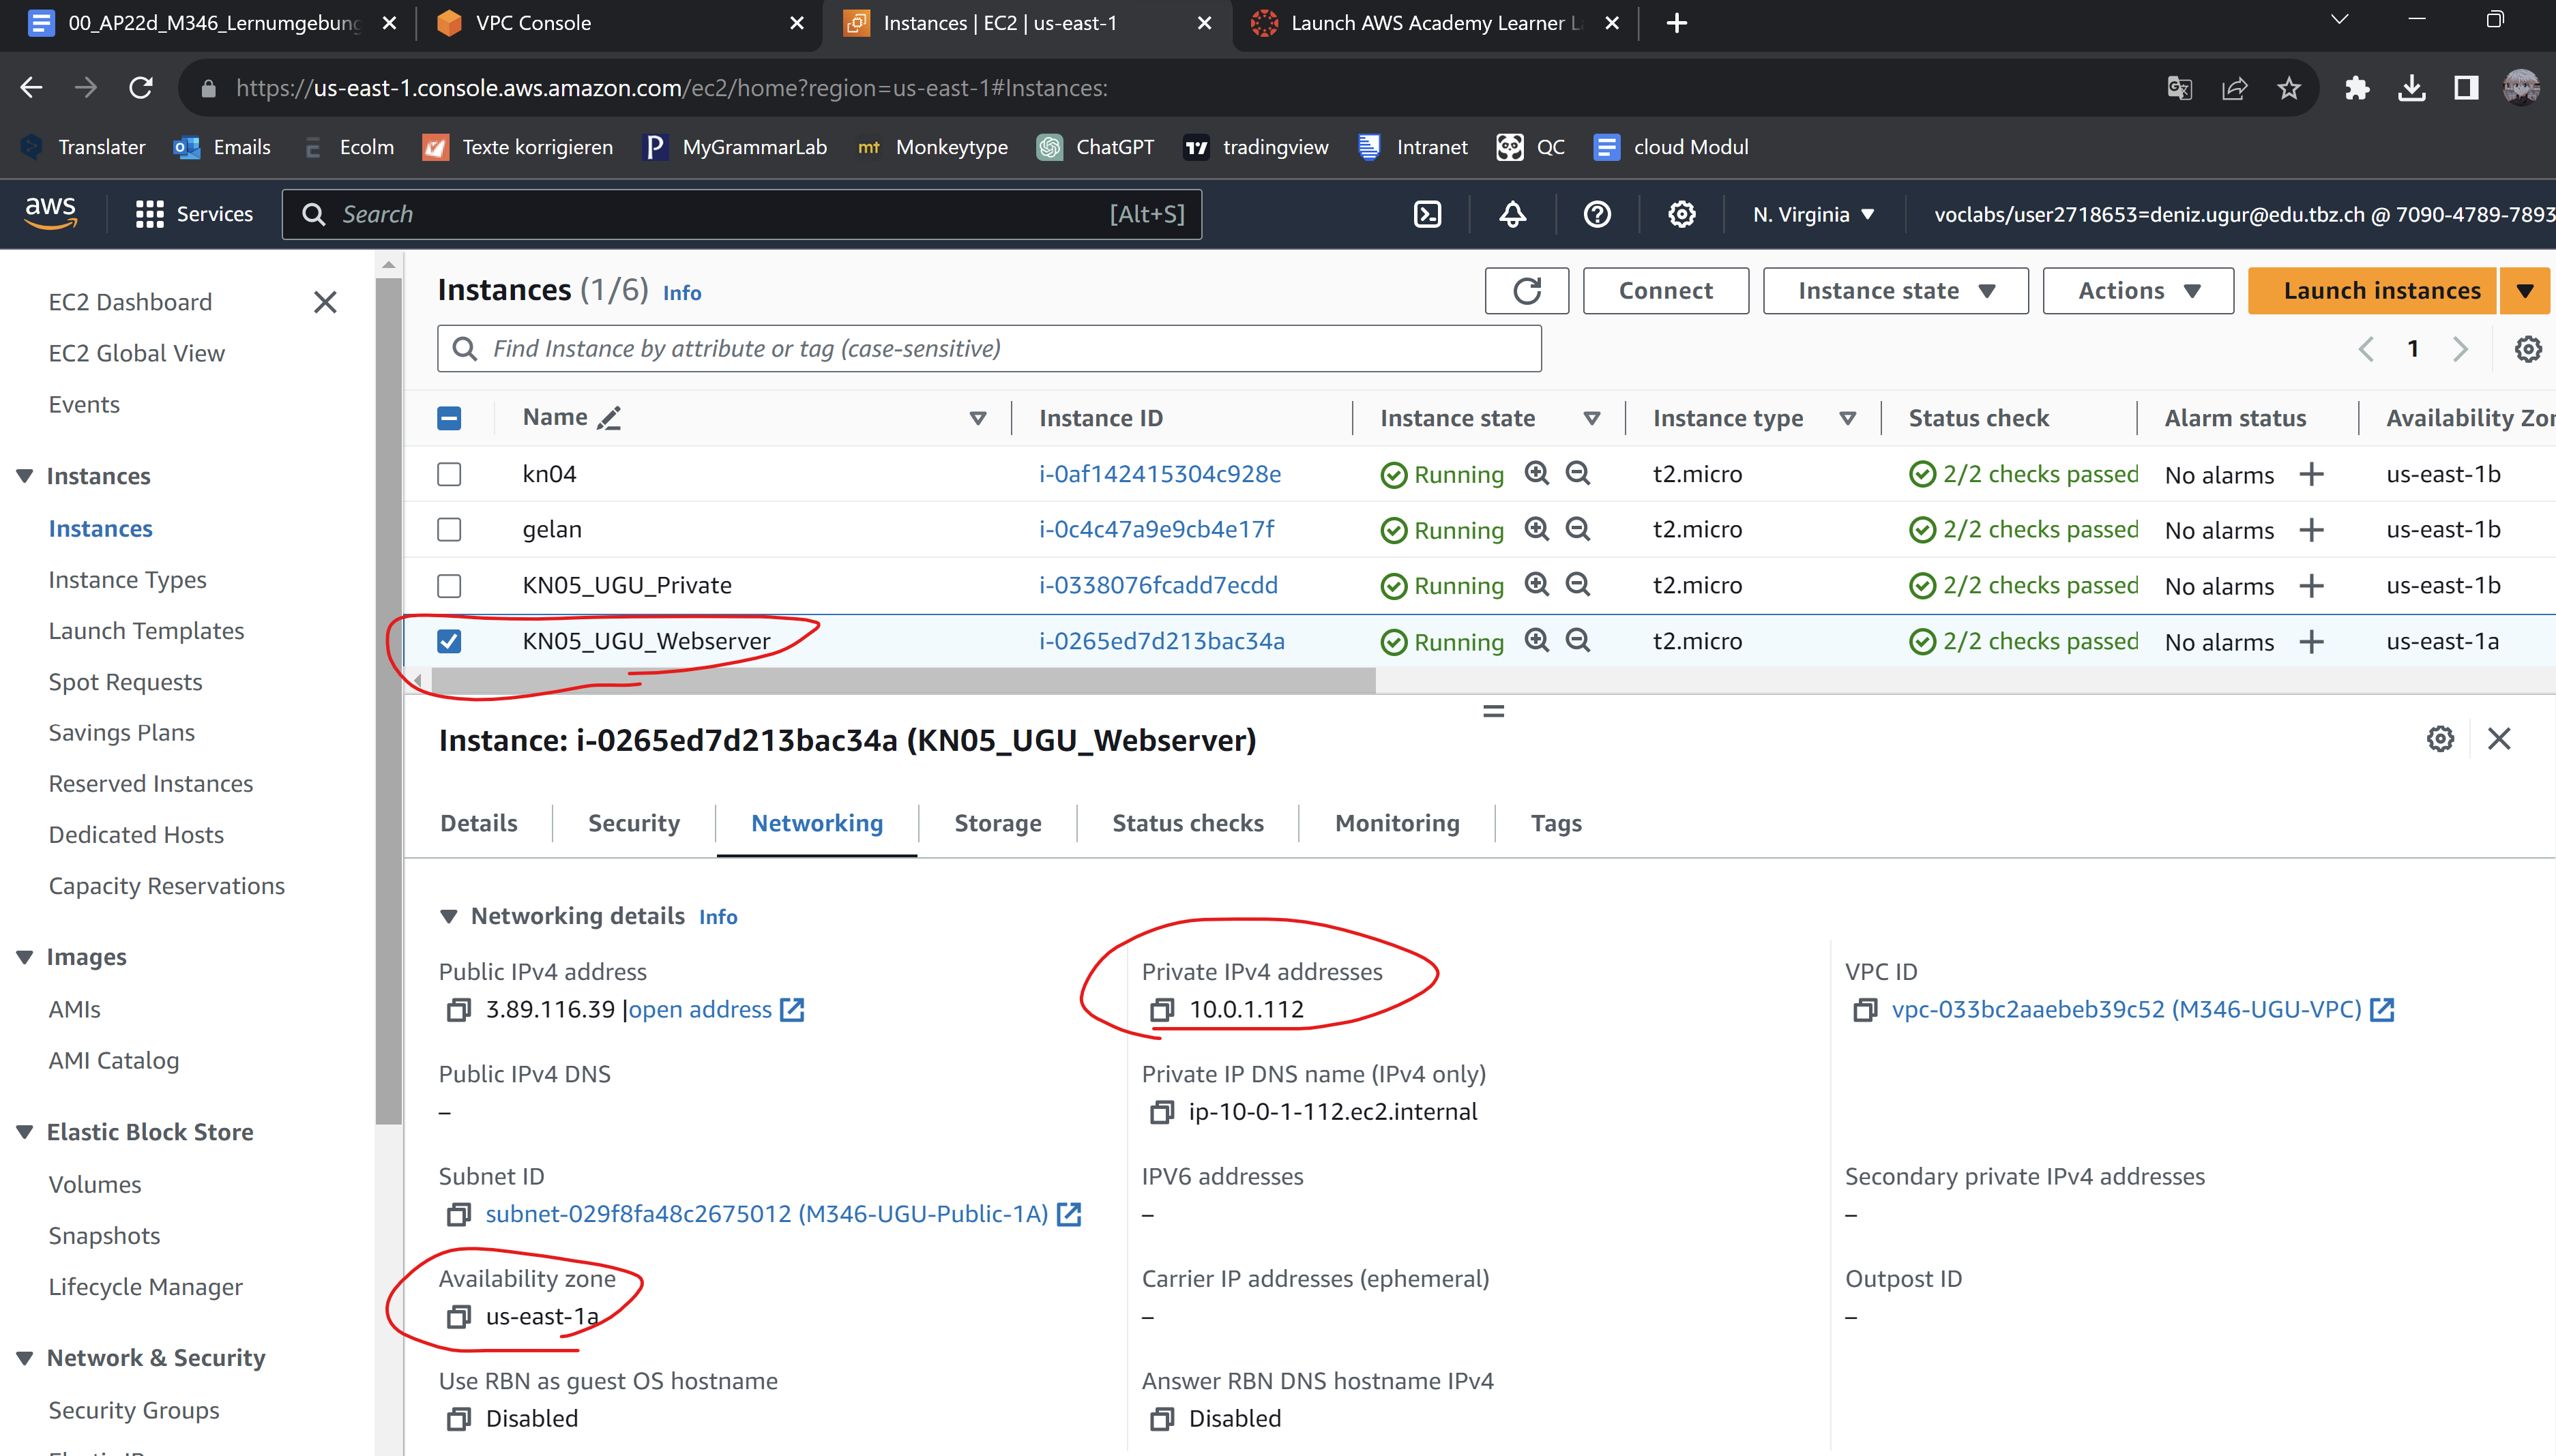 00_AP22d_M346_Lernumgebung
VPC Console
Instances | EC2 | us-east-1
Launch AWS Academy Learner L
https://us-east-1.console.aws.amazon.com/ec2/home?region=us-east-1#Instances:
Translater Emails Ecolm Texte korrigieren MyGrammarLab mt Monkeytype ChatGPT tradingview Intranet QC cloud Modul
aws Services Search [Alt+S] N. Virginia voclabs/user2718653=deniz.ugur@edu.tbz.ch @ 7090-4789-7893
EC2 Dashboard
EC2 Global View
Events
Instances
Instances
Instance Types
Launch Templates
Spot Requests
Savings Plans
Reserved Instances
Dedicated Hosts
Capacity Reservations
Images
AMIs
AMI Catalog
Elastic Block Store
Volumes
Snapshots
Lifecycle Manager
Network & Security
Security Groups
Instances (1/6) Info Connect Instance state Actions Launch instances
Find Instance by attribute or tag (case-sensitive) 1
Name Instance ID Instance state Instance type Status check Alarm status Availability Zon
kn04 i-0af142415304c928e Running t2.micro 2/2 checks passed No alarms + us-east-1b
gelan i-0c4c47a9e9cb4e17f Running t2.micro 2/2 checks passed No alarms + us-east-1b
KN05_UGU_Private i-0338076fcadd7ecdd Running t2.micro 2/2 checks passed No alarms + us-east-1b
KN05_UGU_Webserver i-0265ed7d213bac34a Running t2.micro 2/2 checks passed No alarms + us-east-1a
Instance: i-0265ed7d213bac34a (KN05_UGU_Webserver)
Details Security Networking Storage Status checks Monitoring Tags
Networking details Info
Public IPv4 address
3.89.116.39 |open address
Private IPv4 addresses
10.0.1.112
VPC ID
vpc-033bc2aaebeb39c52 (M346-UGU-VPC)
Public IPv4 DNS
–
Private IP DNS name (IPv4 only)
ip-10-0-1-112.ec2.internal
Subnet ID
subnet-029f8fa48c2675012 (M346-UGU-Public-1A)
IPV6 addresses
–
Secondary private IPv4 addresses
–
Availability zone
us-east-1a
Carrier IP addresses (ephemeral)
–
Outpost ID
–
Use RBN as guest OS hostname
Disabled
Answer RBN DNS hostname IPv4
Disabled